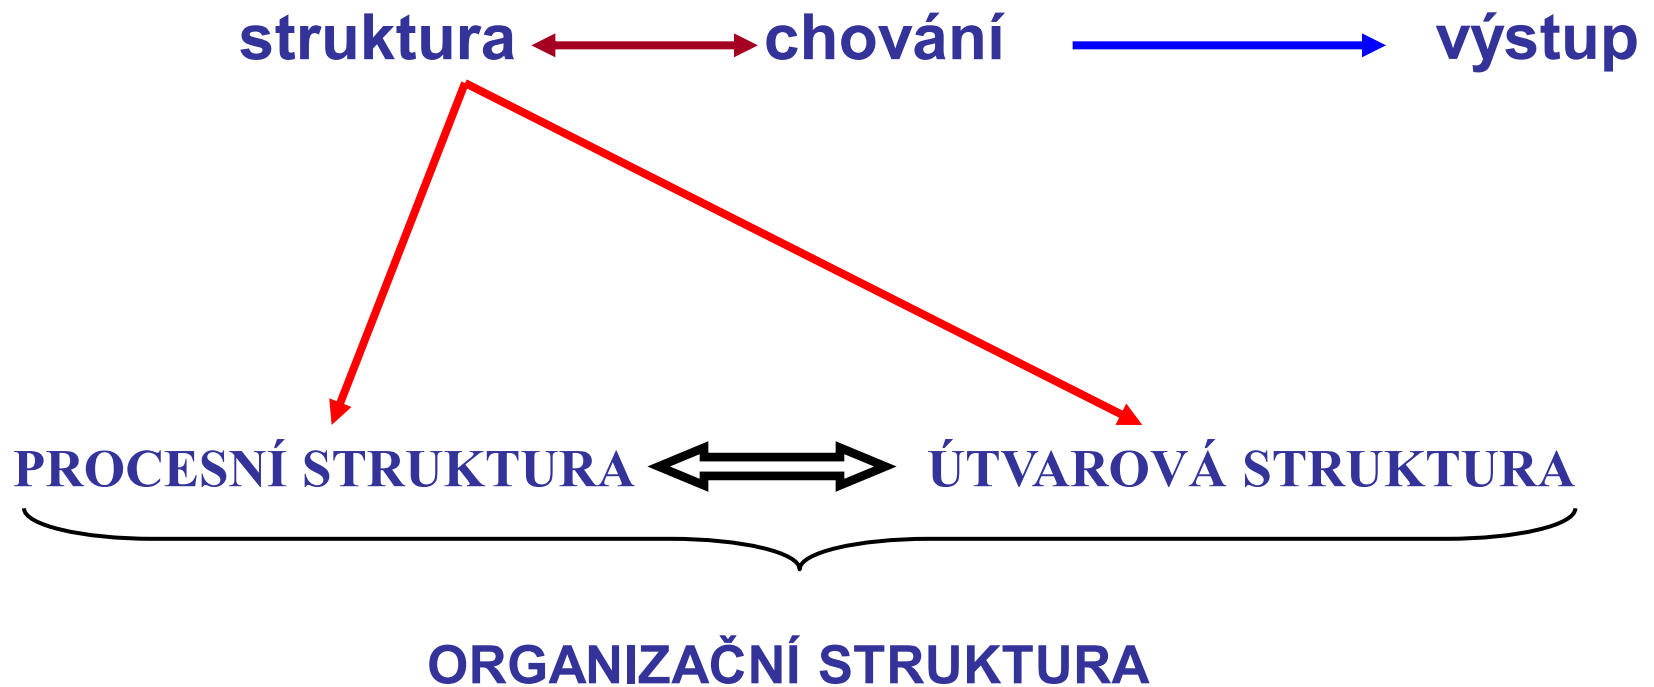 struktura chování výstup
PROCESNÍ STRUKTURA ÚTVAROVÁ STRUKTURA
ORGANIZAČNÍ STRUKTURA